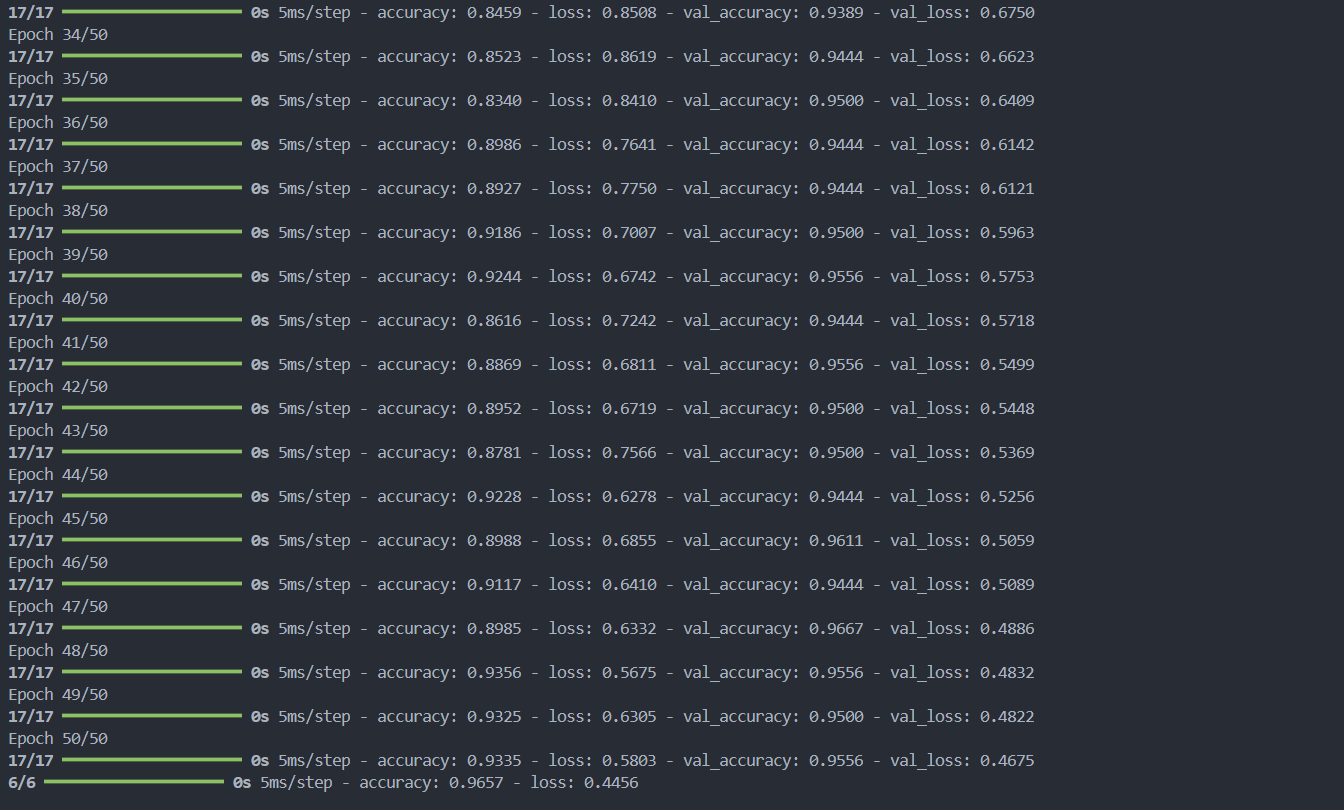 17/17 0s 5ms/step - accuracy: 0.8459 - loss: 0.8508 - val_accuracy: 0.9389 - val_loss: 0.6750
Epoch 34/50
17/17 0s 5ms/step - accuracy: 0.8523 - loss: 0.8619 - val_accuracy: 0.9444 - val_loss: 0.6623
Epoch 35/50
17/17 0s 5ms/step - accuracy: 0.8340 - loss: 0.8410 - val_accuracy: 0.9500 - val_loss: 0.6409
Epoch 36/50
17/17 0s 5ms/step - accuracy: 0.8986 - loss: 0.7641 - val_accuracy: 0.9444 - val_loss: 0.6142
Epoch 37/50
17/17 0s 5ms/step - accuracy: 0.8927 - loss: 0.7750 - val_accuracy: 0.9444 - val_loss: 0.6121
Epoch 38/50
17/17 0s 5ms/step - accuracy: 0.9186 - loss: 0.7007 - val_accuracy: 0.9500 - val_loss: 0.5963
Epoch 39/50
17/17 0s 5ms/step - accuracy: 0.9244 - loss: 0.6742 - val_accuracy: 0.9556 - val_loss: 0.5753
Epoch 40/50
17/17 0s 5ms/step - accuracy: 0.8616 - loss: 0.7242 - val_accuracy: 0.9444 - val_loss: 0.5718
Epoch 41/50
17/17 0s 5ms/step - accuracy: 0.8869 - loss: 0.6811 - val_accuracy: 0.9556 - val_loss: 0.5499
Epoch 42/50
17/17 0s 5ms/step - accuracy: 0.8952 - loss: 0.6719 - val_accuracy: 0.9500 - val_loss: 0.5448
Epoch 43/50
17/17 0s 5ms/step - accuracy: 0.8781 - loss: 0.7566 - val_accuracy: 0.9500 - val_loss: 0.5369
Epoch 44/50
17/17 0s 5ms/step - accuracy: 0.9228 - loss: 0.6278 - val_accuracy: 0.9444 - val_loss: 0.5256
Epoch 45/50
17/17 0s 5ms/step - accuracy: 0.8988 - loss: 0.6855 - val_accuracy: 0.9611 - val_loss: 0.5059
Epoch 46/50
17/17 0s 5ms/step - accuracy: 0.9117 - loss: 0.6410 - val_accuracy: 0.9444 - val_loss: 0.5089
Epoch 47/50
17/17 0s 5ms/step - accuracy: 0.8985 - loss: 0.6332 - val_accuracy: 0.9667 - val_loss: 0.4886
Epoch 48/50
17/17 0s 5ms/step - accuracy: 0.9356 - loss: 0.5675 - val_accuracy: 0.9556 - val_loss: 0.4832
Epoch 49/50
17/17 0s 5ms/step - accuracy: 0.9325 - loss: 0.6305 - val_accuracy: 0.9500 - val_loss: 0.4822
Epoch 50/50
17/17 0s 5ms/step - accuracy: 0.9335 - loss: 0.5803 - val_accuracy: 0.9556 - val_loss: 0.4675
6/6 0s 5ms/step - accuracy: 0.9657 - loss: 0.4456